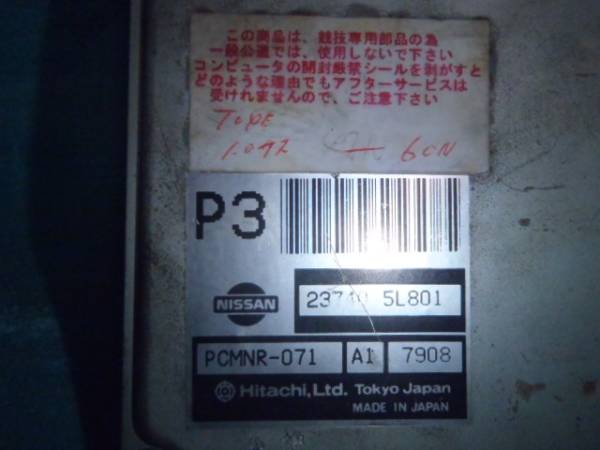 この商品は、競技専用部品の為
一般公道では、使用しないで下さい
コンピュータの開封厳禁シールを剥がすと
どのような理由でもアフターサービスは
受けれませんので、ご注意下さい
TYPE
6CN
P3
NISSAN
5L801
PCMNR-071 A1 7908
Hitachi, Ltd. Tokyo Japan
MADE IN JAPAN